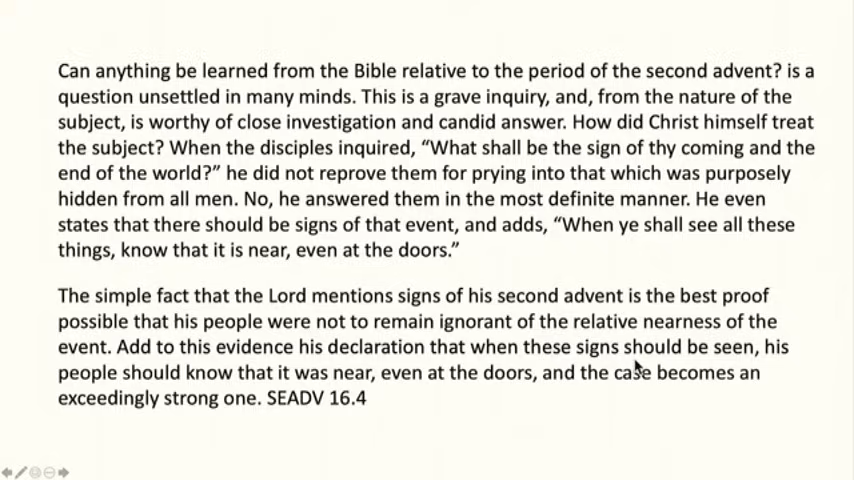 Can anything be learned from the Bible relative to the period of the second advent? is a
question unsettled in many minds. This is a grave inquiry, and, from the nature of the
subject, is worthy of close investigation and candid answer. How did Christ himself treat
the subject? When the disciples inquired, “What shall be the sign of thy coming and the
end of the world?” he did not reprove them for prying into that which was purposely
hidden from all men. No, he answered them in the most definite manner. He even
states that there should be signs of that event, and adds, “When ye shall see all these
things, know that it is near, even at the doors.”
The simple fact that the Lord mentions signs of his second advent is the best proof
possible that his people were not to remain ignorant of the relative nearness of the
event. Add to this evidence his declaration that when these signs should be seen, his
people should know that it was near, even at the doors, and the case becomes an
exceedingly strong one. SEADV 16.4